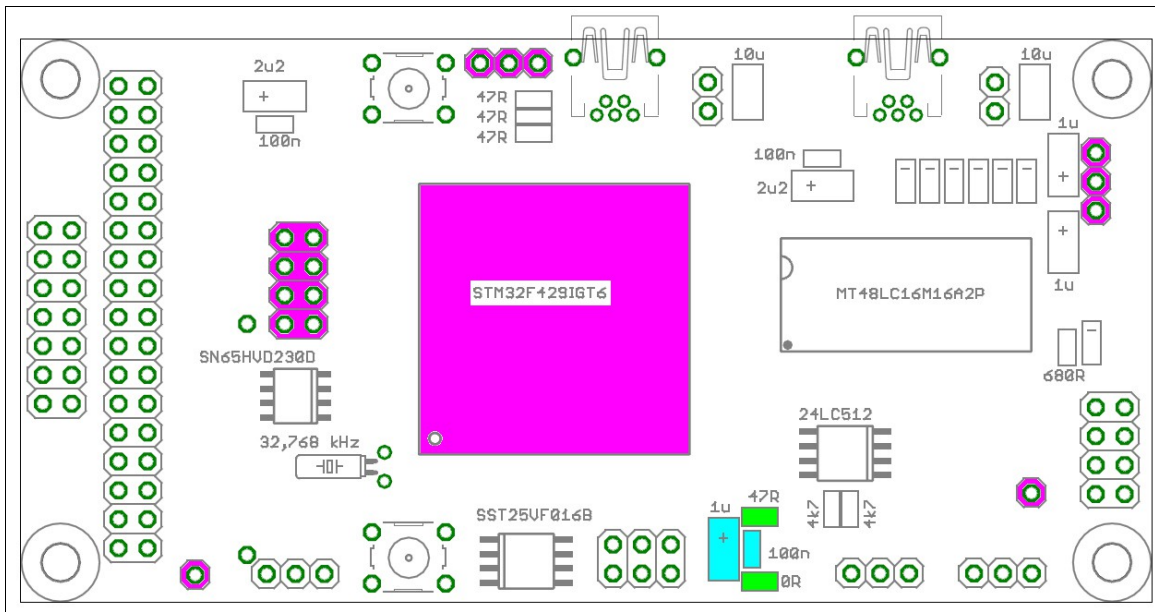 2u2
+
100n
47R
47R
47R
10u
10u
1u
+
100n
2u2
+
+
1u
STM32F429IGT6
MT48LC16M16A2P
SN65HVD230D
680R
32,768 kHz
24LC512
4k7
4k7
SST25VF016B
1u
+
47R
100n
0R